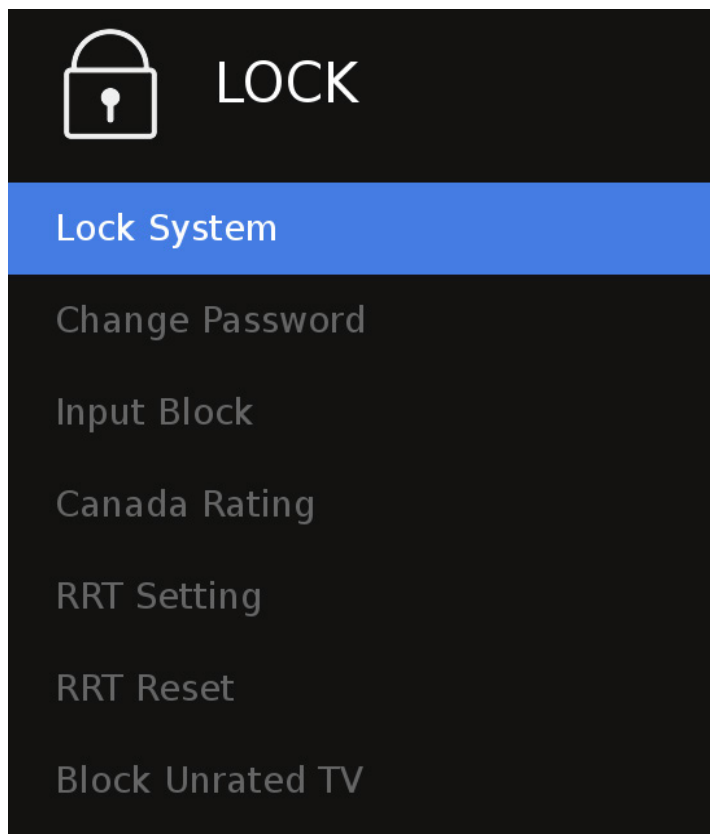 LOCK
Lock System
Change Password
Input Block
Canada Rating
RRT Setting
RRT Reset
Block Unrated TV